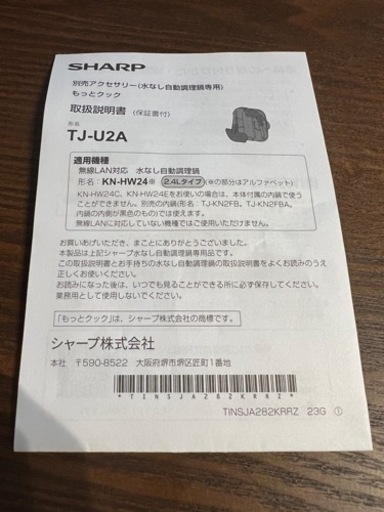 SHARP
別売アクセサリー(水なし自動調理鍋専用)
もっとクック
取扱説明書 (保証書付)
形名
TJ-U2A
適用機種
無線LAN対応 水なし自動調理鍋
形名:KN-HW24※ (2.4Lタイプ)(※の部分はアルファベット)
KN-HW24C、KN-HW24Eをお使いの場合は、本体付属の内鍋で使う
ことができません。別売の内鍋(形名:TJ-KN2FB、TJ-KN2FBA、
内鍋の内側が黒色のもの)では使えます。
無線LANに対応していない機種ではご使用いただけません。
お買いあげいただき、まことにありがとうございました。
本製品は上記シャープ水なし自動調理鍋専用品です。
この取扱説明書とお手持ちの水なし自動調理鍋の取扱説明書をよくお読みのうえ
正しくお使いください。
お読みになった後は、いつでも見ることができる所に必ず保存してください。
業務用として使用しないでください。
「もっとクック」は、シャープ株式会社の商標です。
シャープ株式会社
本社 〒590-8522 大阪府堺市堺区匠町1番地
*TINSJA282KRRZ*
TINSJA282KRRZ 23G ①